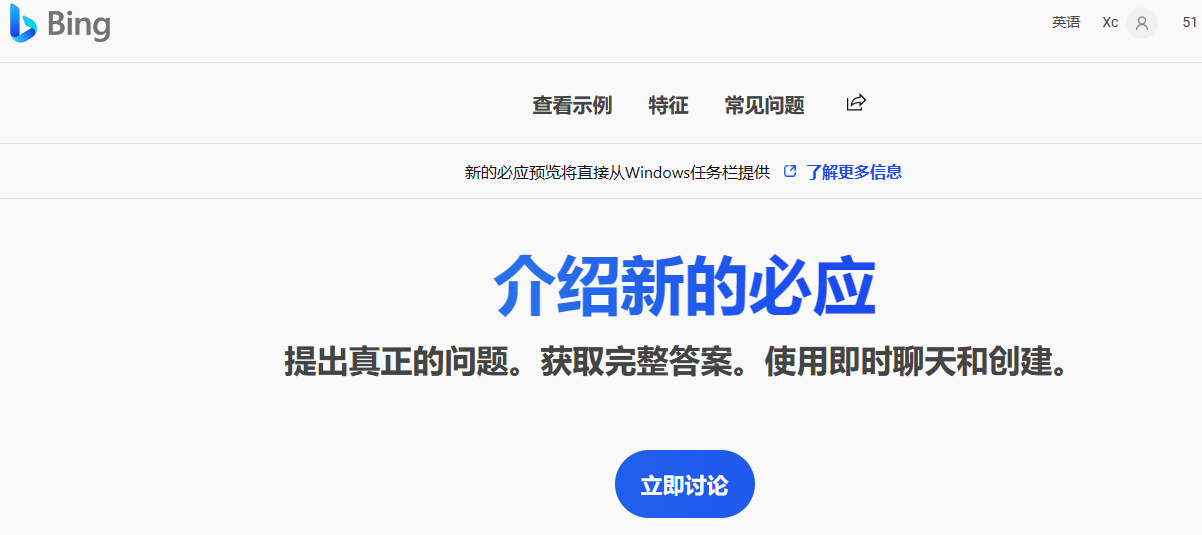 Bing
英语 Xc 51
查看示例 特征 常见问题
新的必应预览将直接从Windows任务栏提供 了解更多信息
介绍新的必应
提出真正的问题。获取完整答案。使用即时聊天和创建。
立即讨论